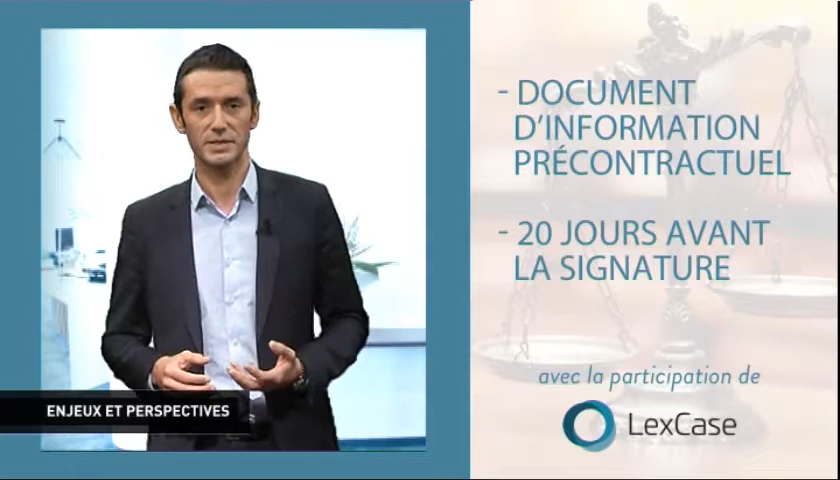 - DOCUMENT
D'INFORMATION
PRÉCONTRACTUEL
- 20 JOURS AVANT
LA SIGNATURE
avec la participation de
LexCase
ENJEUX ET PERSPECTIVES